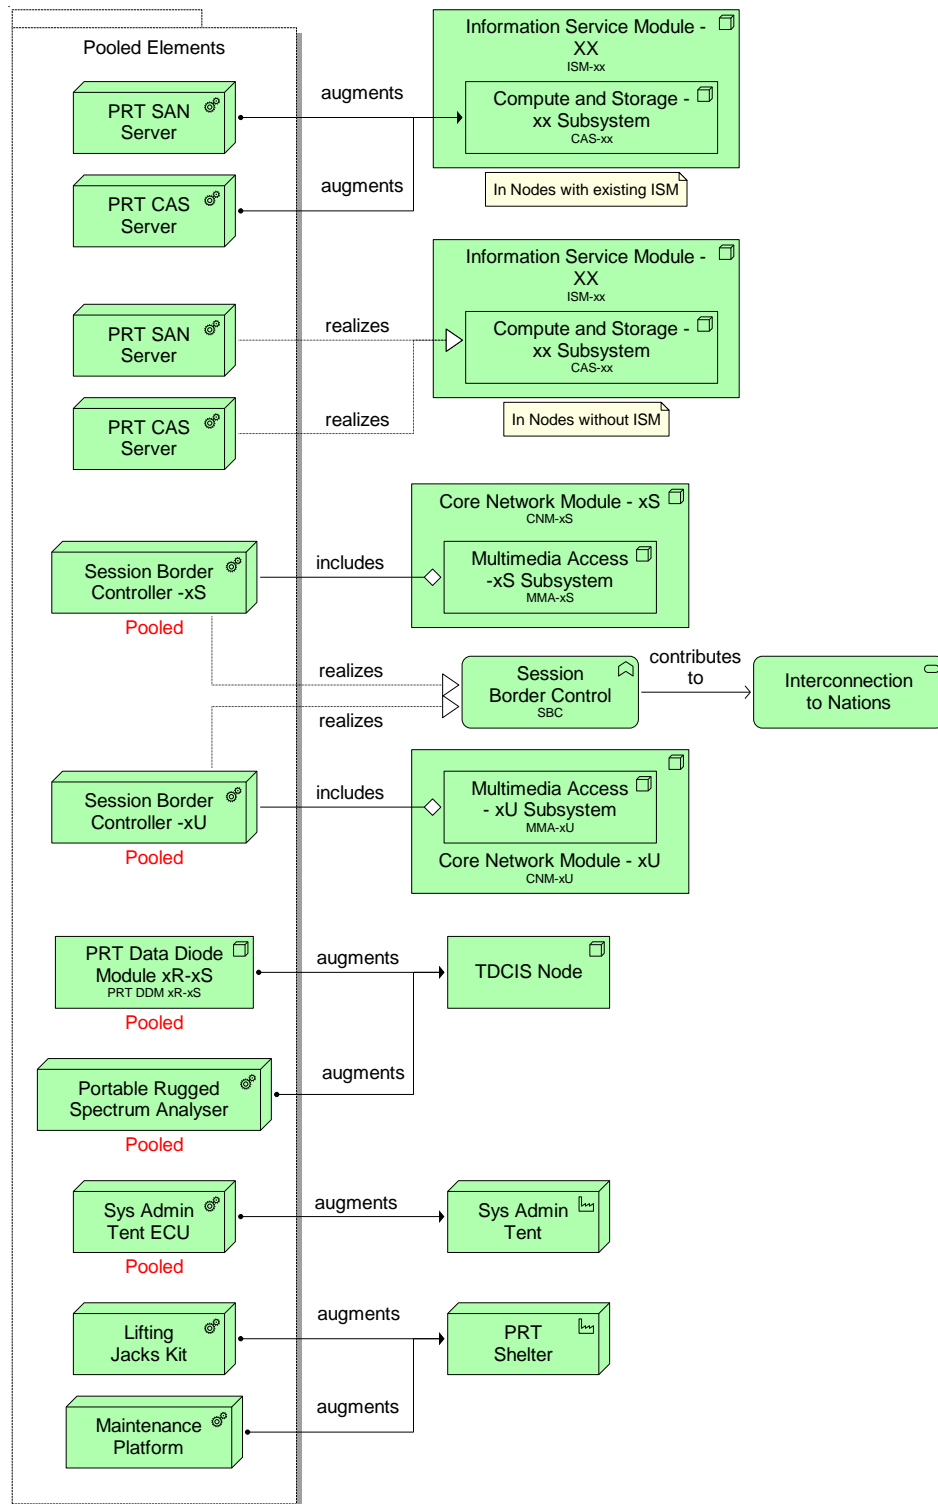 Pooled Elements
PRT SAN
Server
augments
Information Service Module -
XX
ISM-xx
Compute and Storage -
xx Subsystem
CAS-xx
In Nodes with existing ISM
PRT CAS
Server
augments
Information Service Module -
XX
ISM-xx
Compute and Storage -
xx Subsystem
CAS-xx
In Nodes without ISM
PRT SAN
Server
realizes
PRT CAS
Server
realizes
Core Network Module - xS
CNM-xS
Multimedia Access
-xS Subsystem
MMA-xS
Session Border
Controller -xS
Pooled
includes
realizes
realizes
Session
Border Control
SBC
contributes
to
Interconnection
to Nations
Session Border
Controller -xU
Pooled
includes
Multimedia Access
- xU Subsystem
MMA-xU
Core Network Module - xU
CNM-xU
PRT Data Diode
Module xR-xS
PRT DDM xR-xS
Pooled
augments
TDCIS Node
Portable Rugged
Spectrum Analyser
Pooled
augments
Sys Admin
Tent ECU
Pooled
augments
Sys Admin
Tent
Lifting
Jacks Kit
augments
PRT
Shelter
Maintenance
Platform
augments